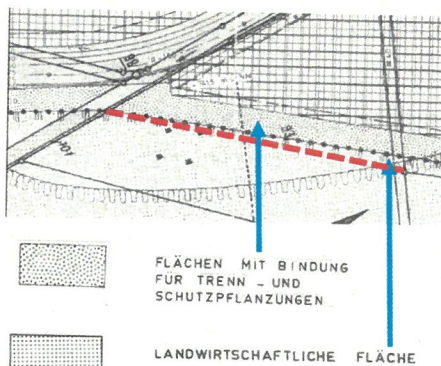 FLÄCHEN MIT BINDUNG
FÜR TRENN - UND
SCHUTZPFLANZUNGEN
LANDWIRTSCHAFTLICHE FLÄCHE